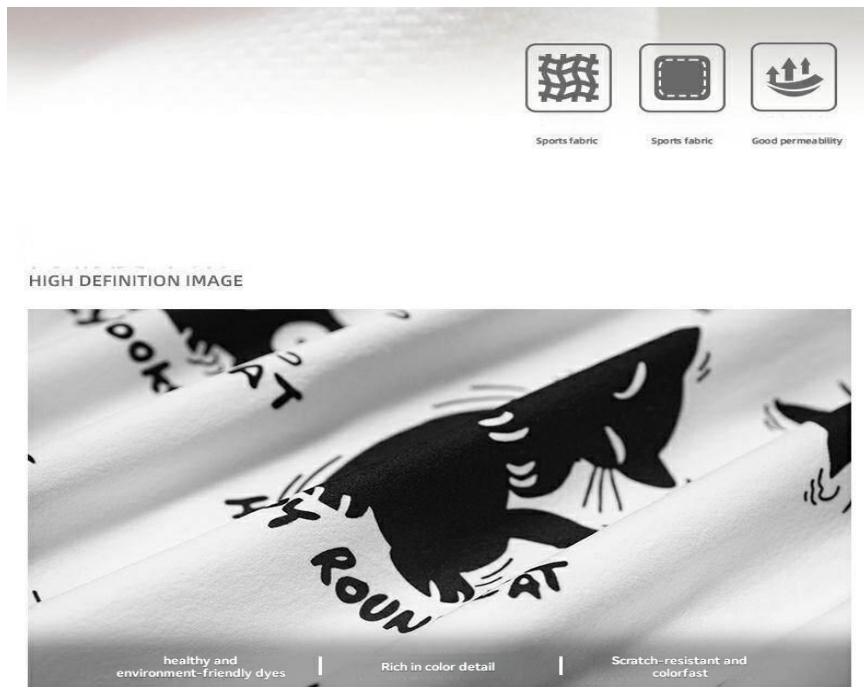 Sports fabric
Sports fabric
Good permeability
HIGH DEFINITION IMAGE
AT
ROUN
AT
healthy and
environment-friendly dyes
Rich in color detail
Scratch-resistant and
colorfast